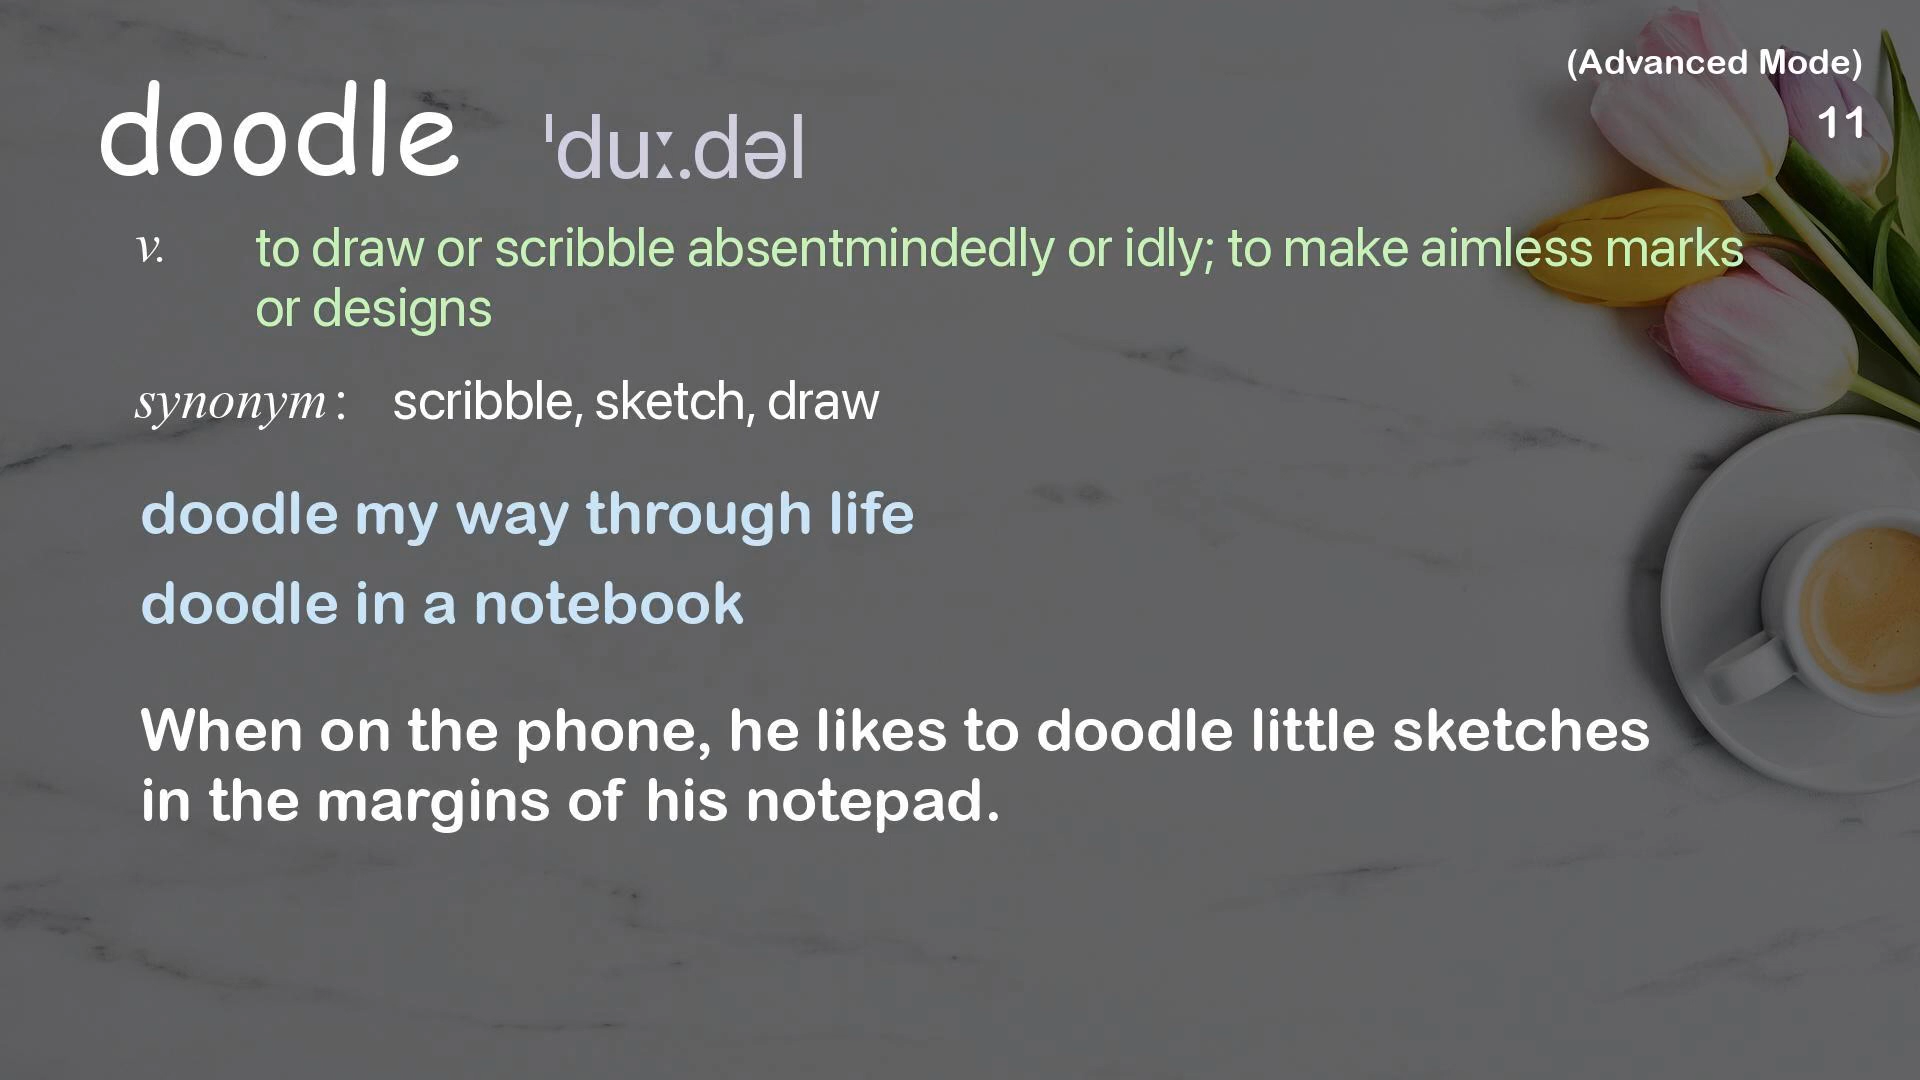 (Advanced Mode)
11
doodle ˈduː.dəl
v. to draw or scribble absentmindedly or idly; to make aimless marks
or designs
synonym : scribble, sketch, draw
doodle my way through life
doodle in a notebook
When on the phone, he likes to doodle little sketches
in the margins of his notepad.